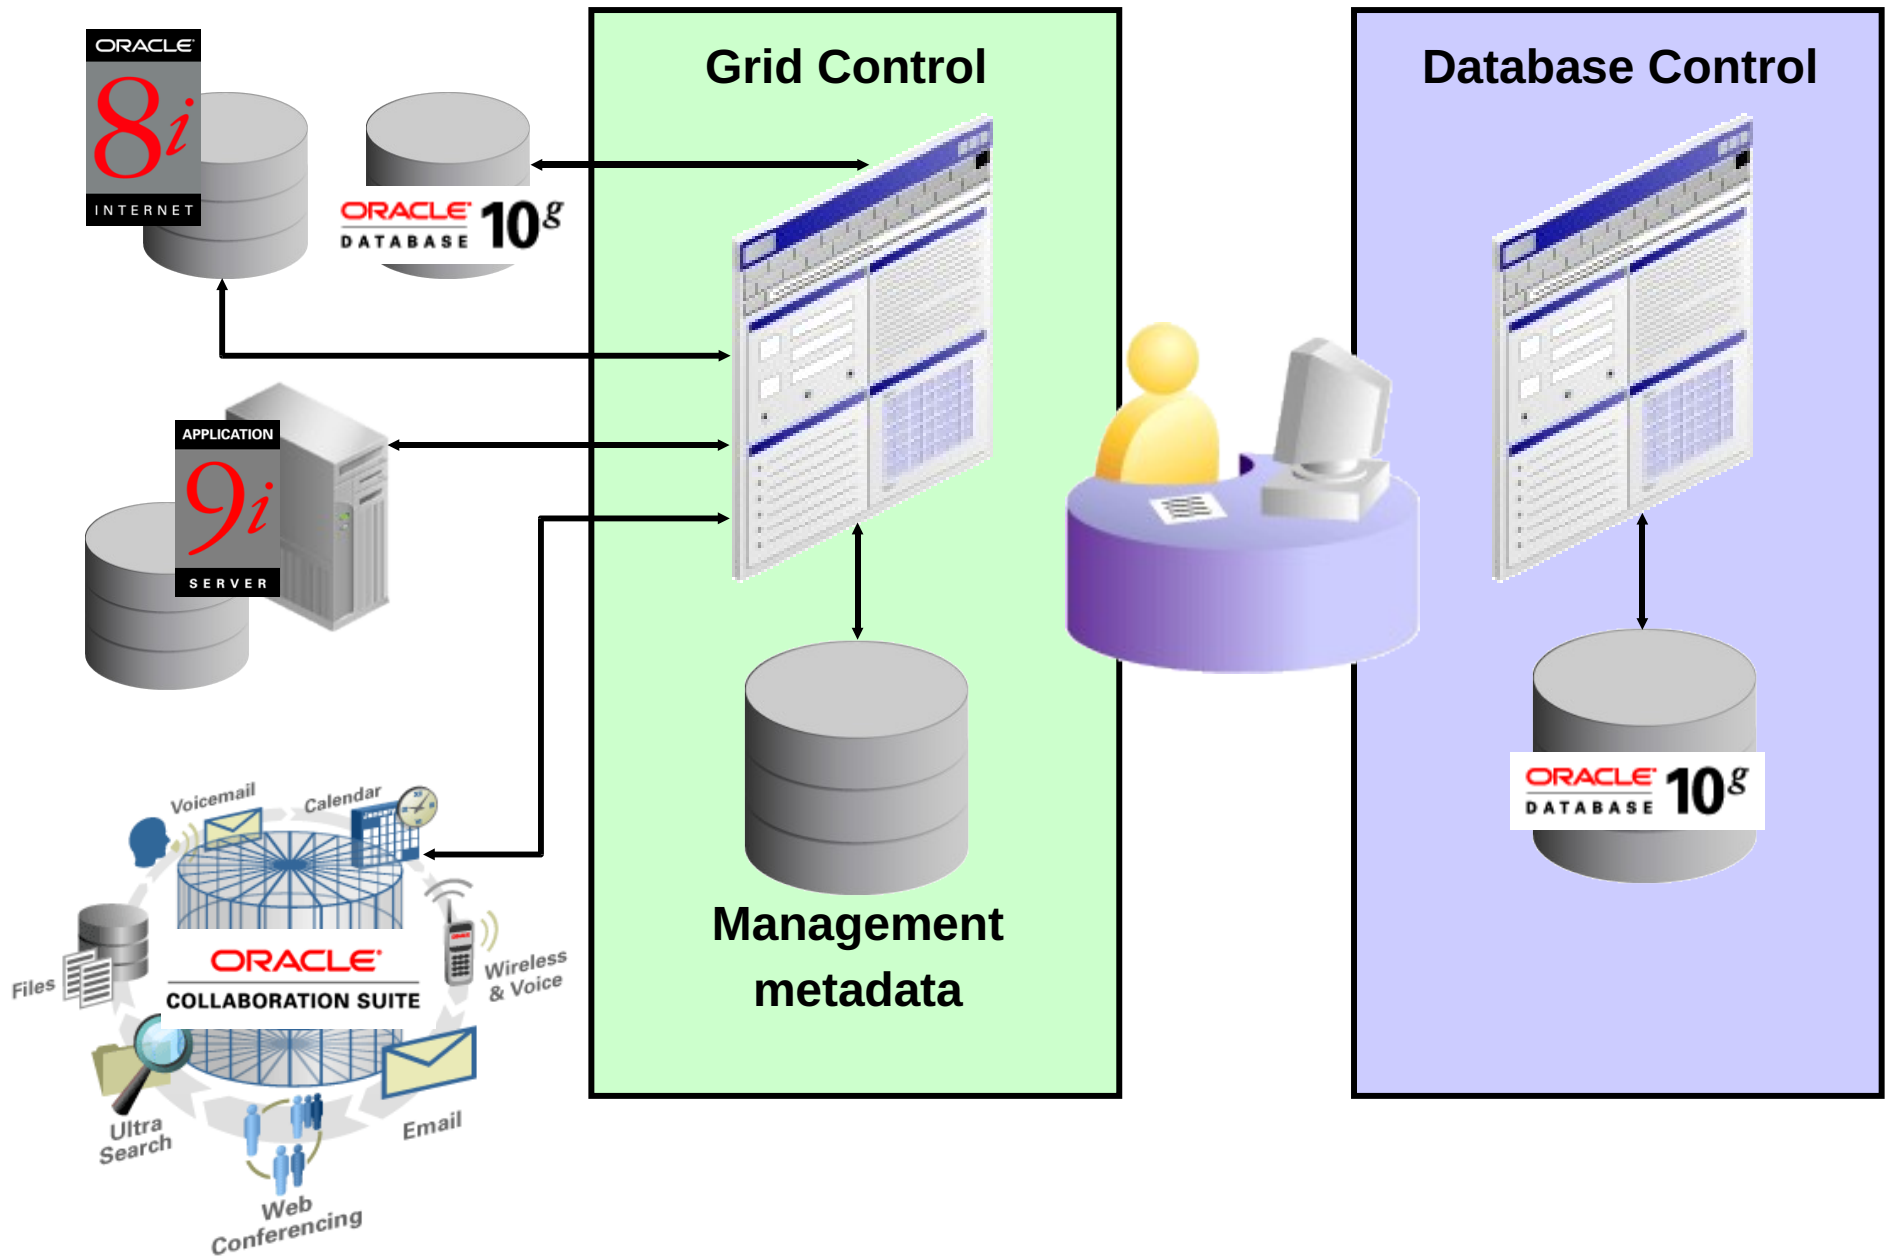 ORACLE
8i
INTERNET
ORACLE
DATABASE 10g
APPLICATION
9i
SERVER
Voicemail
Calendar
Files
Wireless
& Voice
ORACLE
COLLABORATION SUITE
Ultra
Search
Email
Web
Conferencing
Grid Control
Management
metadata
Database Control
ORACLE
DATABASE 10g